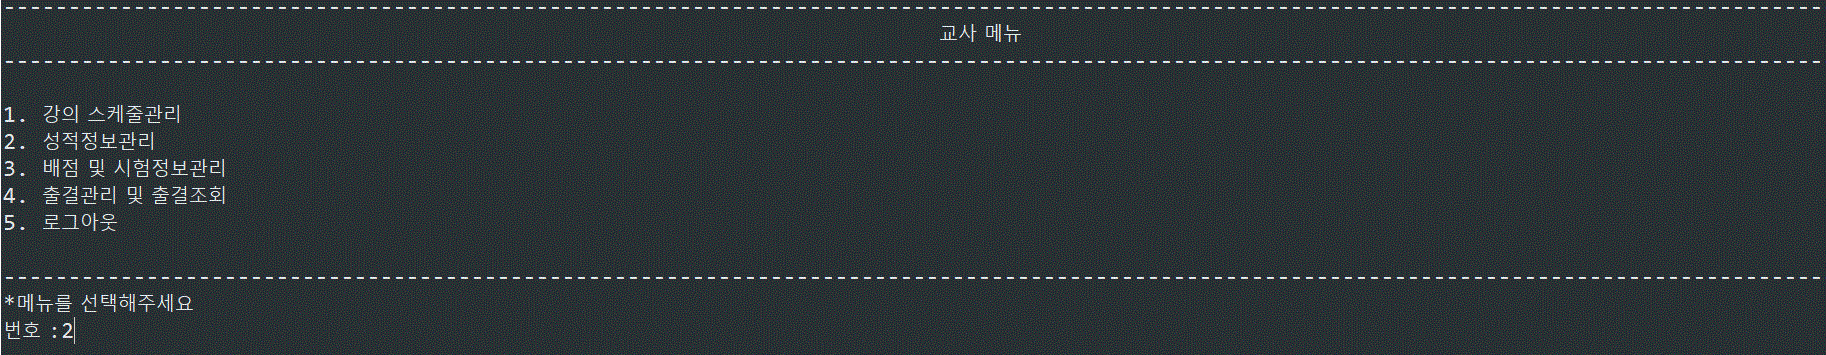 교사 메뉴
1. 강의 스케줄관리
2. 성적정보관리
3. 배점 및 시험정보관리
4. 출결관리 및 출결조회
5. 로그아웃
*메뉴를 선택해주세요
번호 :2